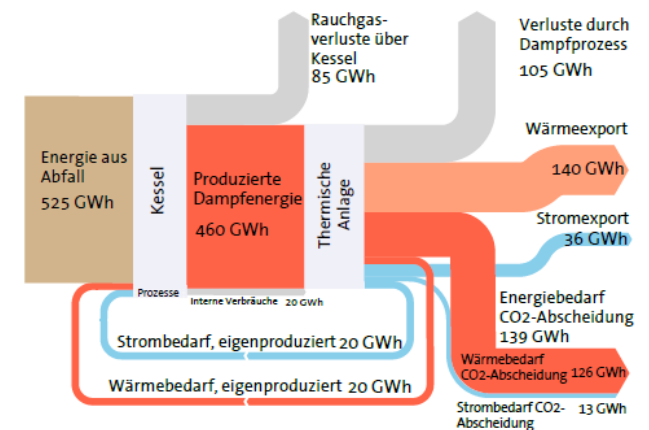 Rauchgas-
verluste über
Kessel
85 GWh
Verluste durch
Dampfprozess
105 GWh
Wärmeexport
140 GWh
Energie aus
Abfall
525 GWh
Kessel
Produzierte
Dampfenergie
460 GWh
Thermische
Anlage
Stromexport
36 GWh
Prozesse
Interne Verbräuche 20 GWh
Energiebedarf
CO2-Abscheidung
139 GWh
Strombedarf, eigenproduziert 20 GWh
Wärmebedarf
CO2-Abscheidung 126 GWh
Wärmebedarf, eigenproduziert 20 GWh
Strombedarf CO2-
Abscheidung
13 GWh